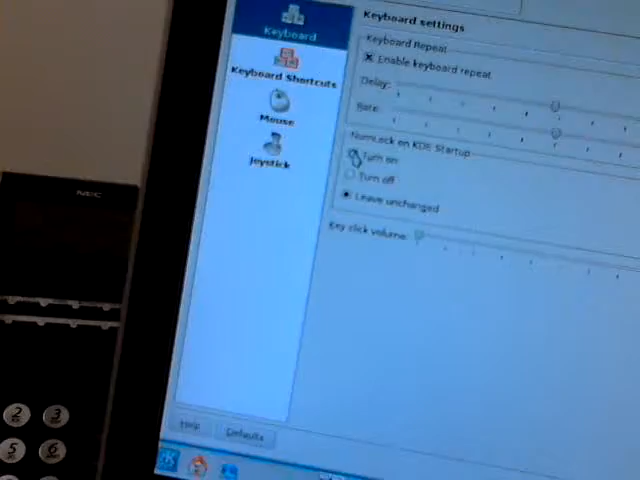 Keyboard
Keyboard settings
Keyboard Repeat
Enable keyboard repeat
Keyboard Shortcuts
Delay:
Rate:
Mouse
NumLock on KDE Startup
Turn on
Joystick
Turn off
Leave unchanged
Key click volume:
NEC
2
3
5
6
Help
Defaults